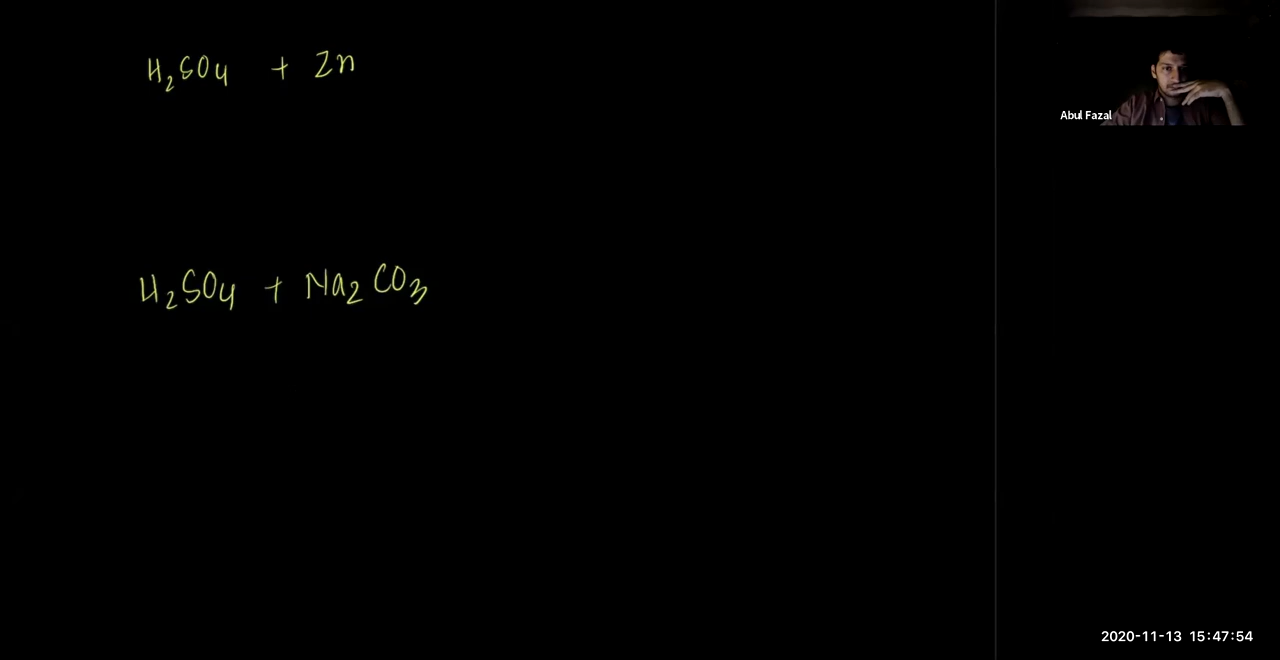 H₂SO₄ + Zn
Abul Fazal
H₂SO₄ + Na₂CO₃
2020-11-13 15:47:54